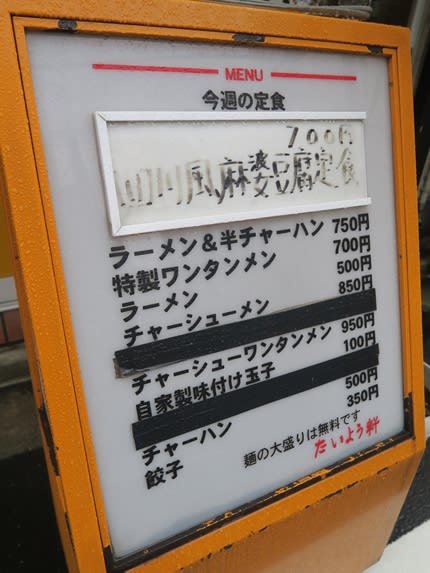 MENU
今週の定食
700円
四川風麻婆豆腐定食
ラーメン&半チャーハン 750円
特製ワンタンメン 700円
ラーメン 500円
チャーシューメン 850円
チャーシューワンタンメン 950円
自家製味付け玉子 100円
チャーハン 500円
餃子 350円
麺の大盛りは無料です
たいよう軒